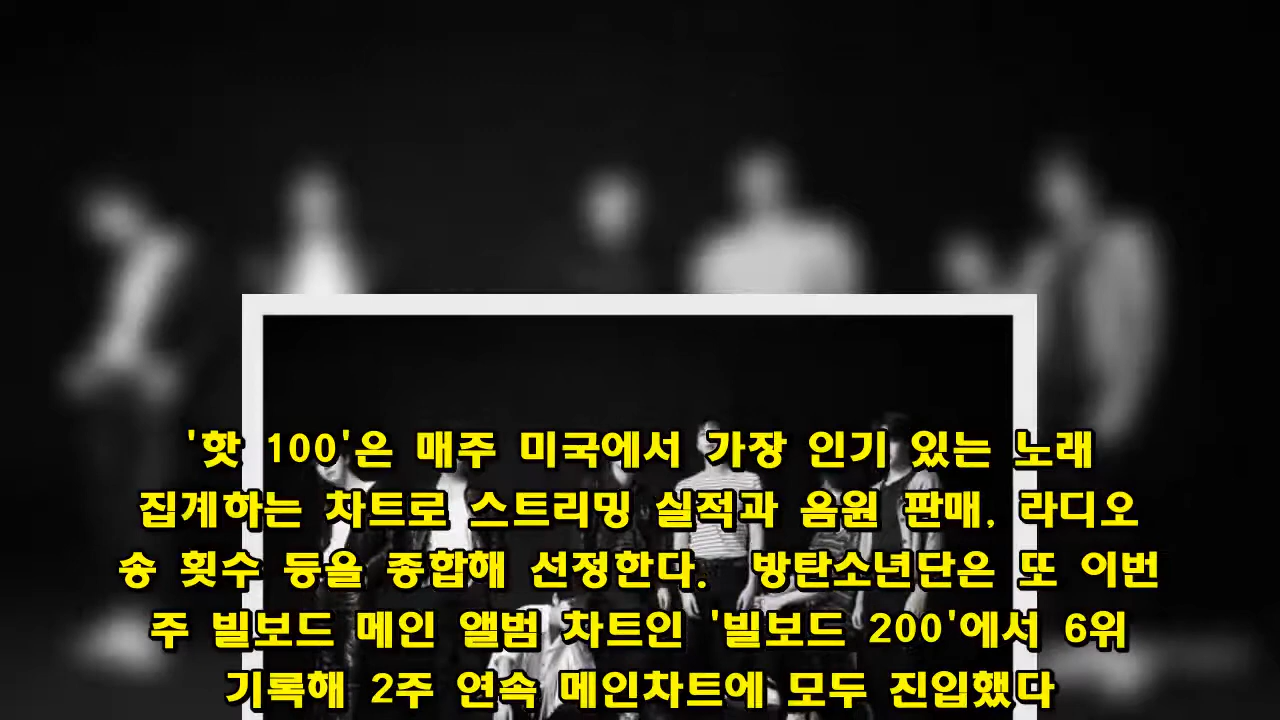 '핫 100'은 매주 미국에서 가장 인기 있는 노래
집계하는 차트로 스트리밍 실적과 음원 판매, 라디오
송 횟수 등을 종합해 선정한다. 방탄소년단은 또 이번
주 빌보드 메인 앨범 차트인 '빌보드 200'에서 6위
기록해 2주 연속 메인차트에 모두 진입했다